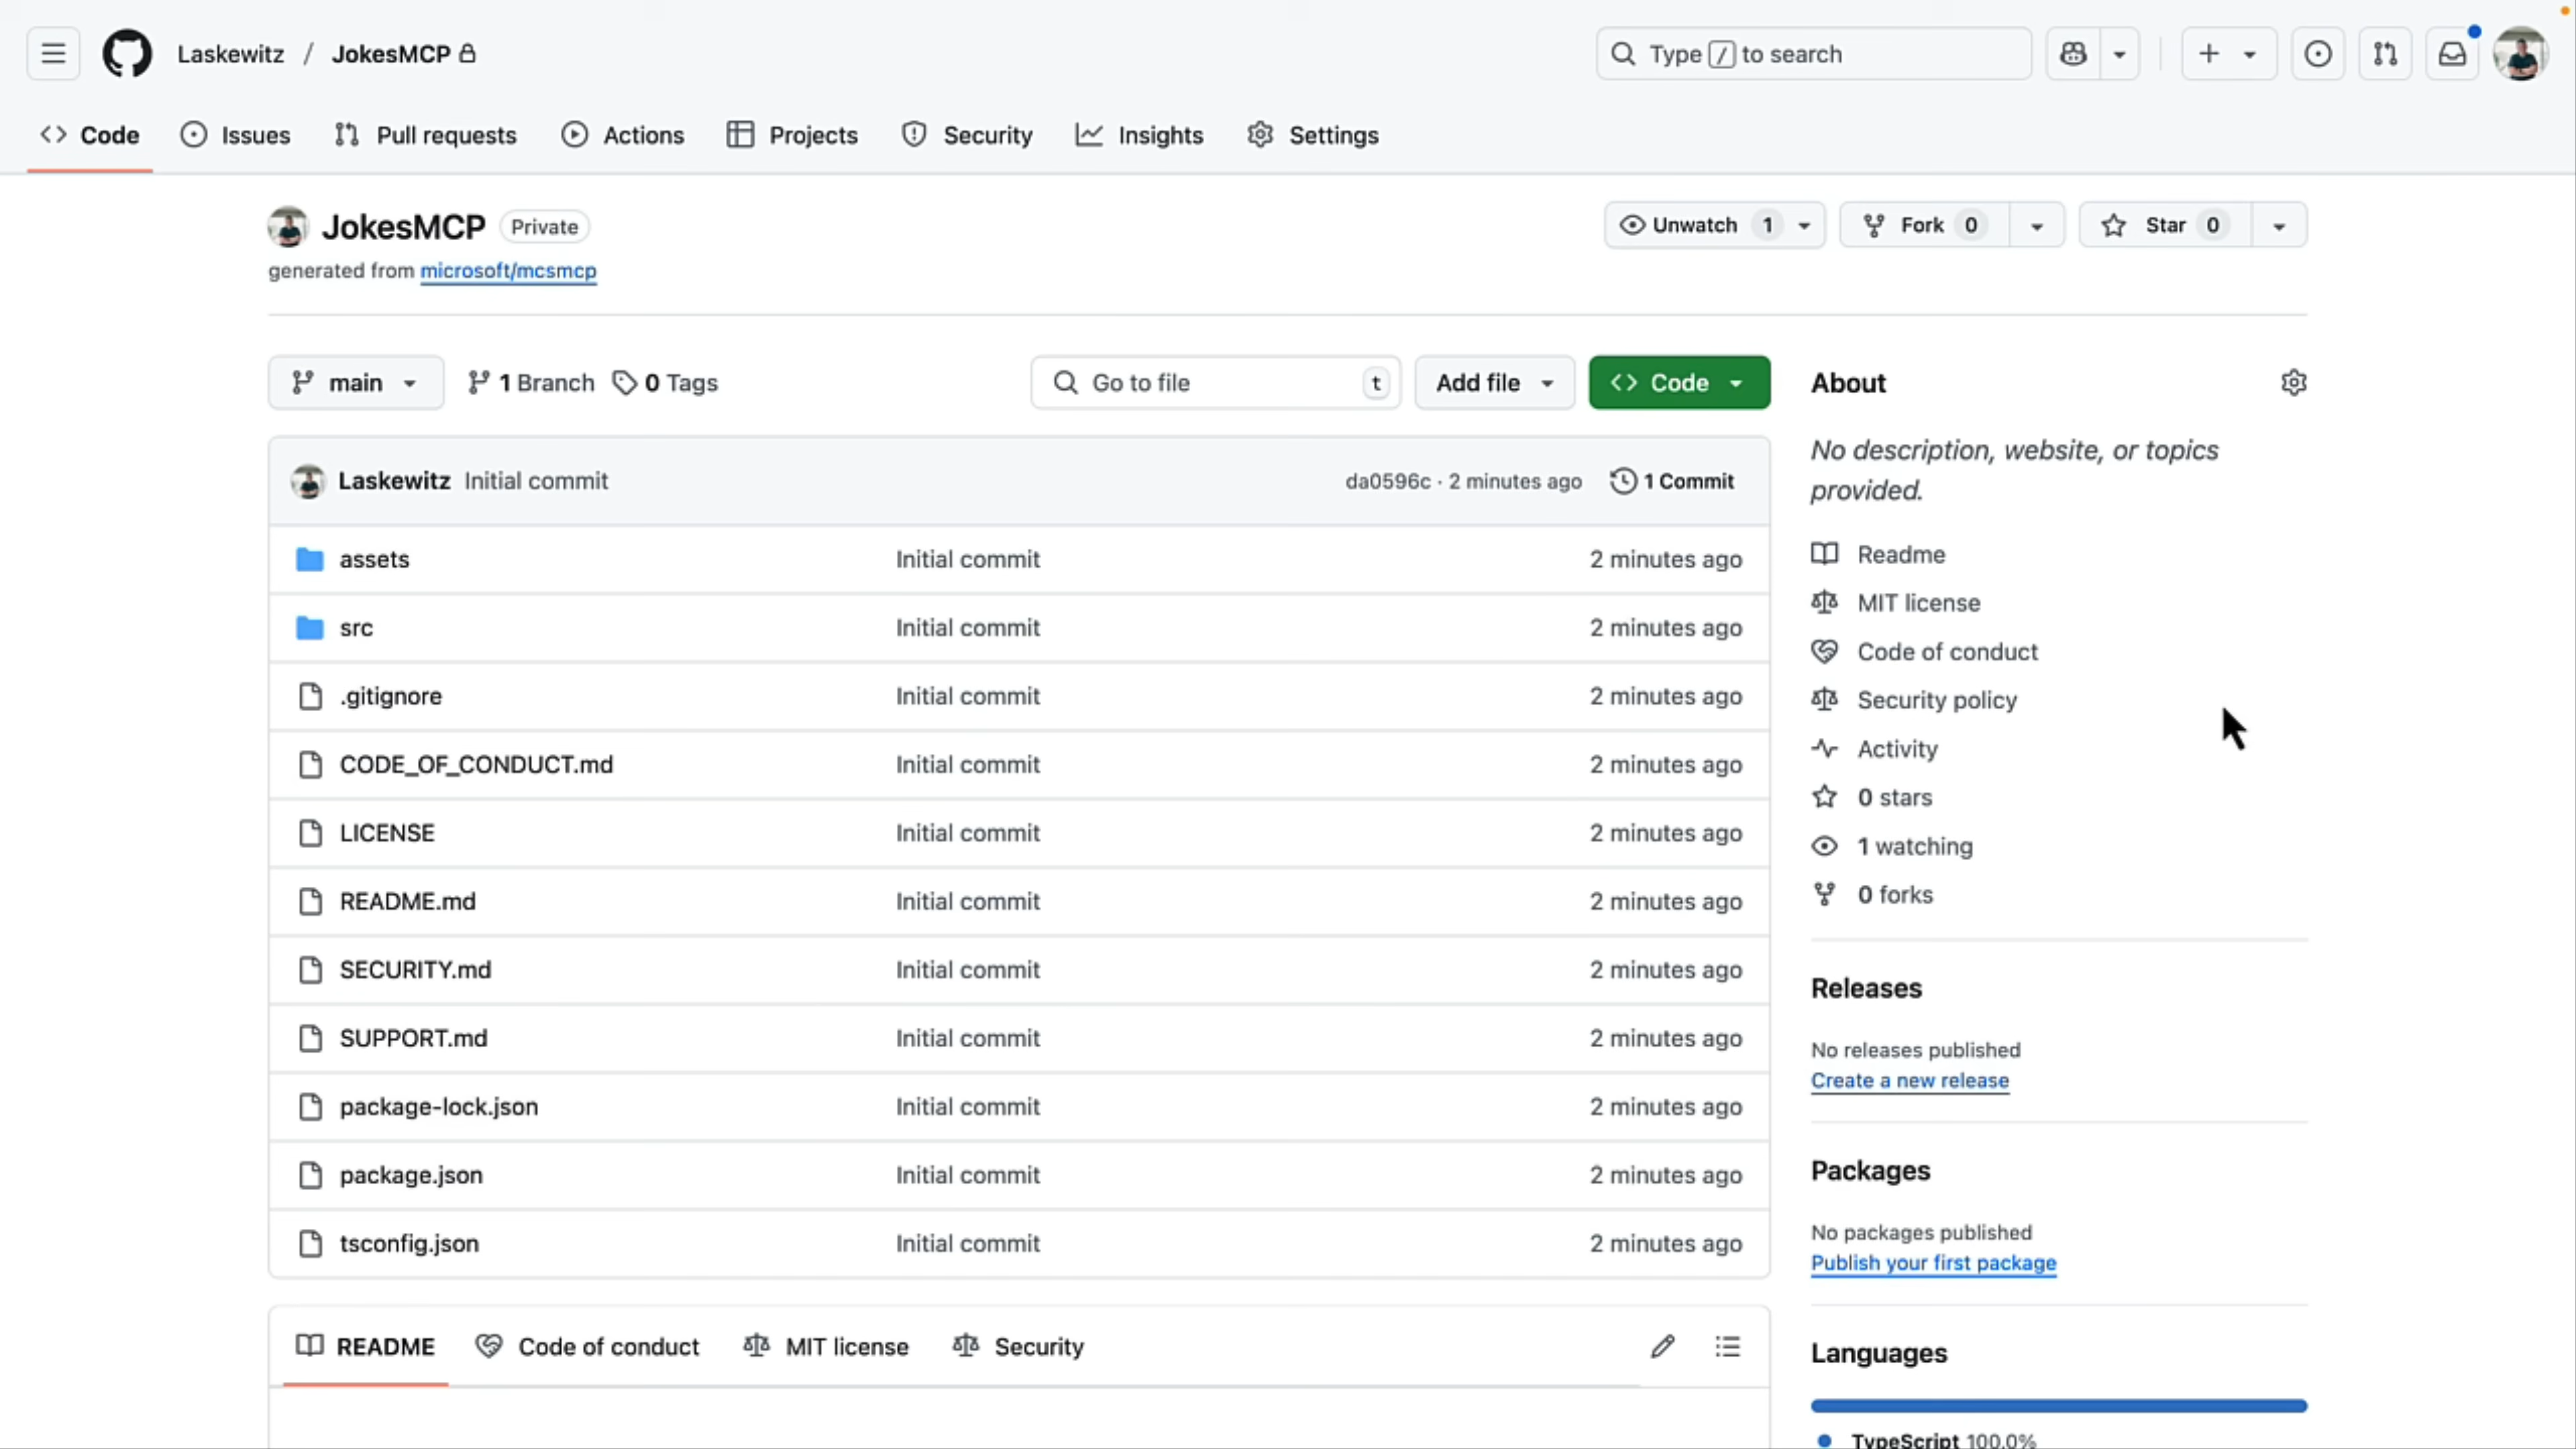 Laskewitz / JokesMCP
Type / to search
Code Issues Pull requests Actions Projects Security Insights Settings
JokesMCP Private
generated from microsoft/mcsmcp
Unwatch 1 Fork 0 Star 0
main 1 Branch 0 Tags Go to file t Add file Code
Laskewitz Initial commit da0596c · 2 minutes ago 1 Commit
assets Initial commit 2 minutes ago
src Initial commit 2 minutes ago
.gitignore Initial commit 2 minutes ago
CODE_OF_CONDUCT.md Initial commit 2 minutes ago
LICENSE Initial commit 2 minutes ago
README.md Initial commit 2 minutes ago
SECURITY.md Initial commit 2 minutes ago
SUPPORT.md Initial commit 2 minutes ago
package-lock.json Initial commit 2 minutes ago
package.json Initial commit 2 minutes ago
tsconfig.json Initial commit 2 minutes ago
README Code of conduct MIT license Security
About
No description, website, or topics
provided.
Readme
MIT license
Code of conduct
Security policy
Activity
0 stars
1 watching
0 forks
Releases
No releases published
Create a new release
Packages
No packages published
Publish your first package
Languages
TypeScript 100.0%